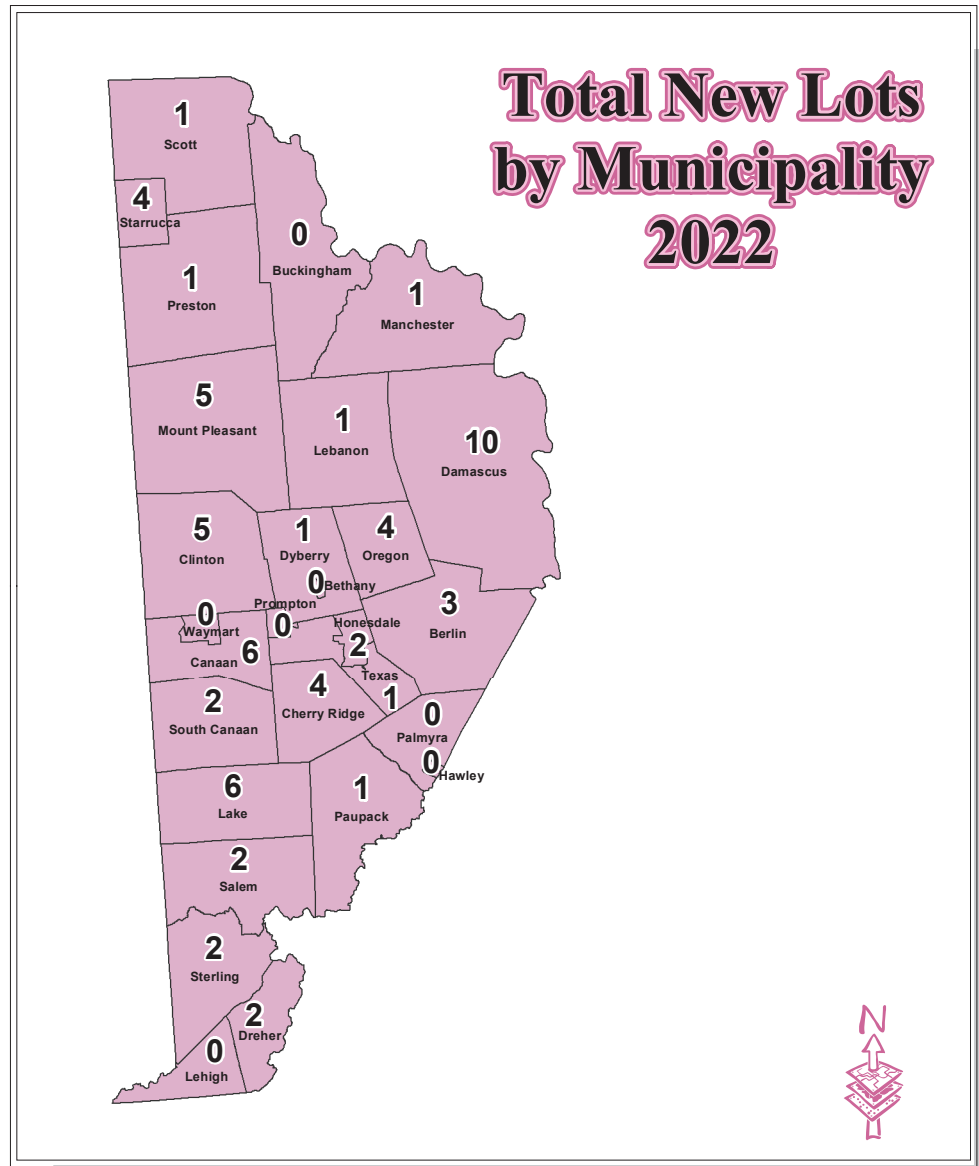 Total New Lots
by Municipality
2022
1
Scott
4
Starrucca
0
Buckingham
1
Preston
1
Manchester
5
Mount Pleasant
1
Lebanon
10
Damascus
5
Clinton
1
Dyberry
4
Oregon
0
Bethany
Prompton
0
3
Berlin
0
Waymart
Honesdale
2
Canaan
6
Texas
1
2
South Canaan
4
Cherry Ridge
0
Palmyra
0
Hawley
6
Lake
1
Paupack
2
Salem
2
Sterling
2
Dreher
0
Lehigh
N